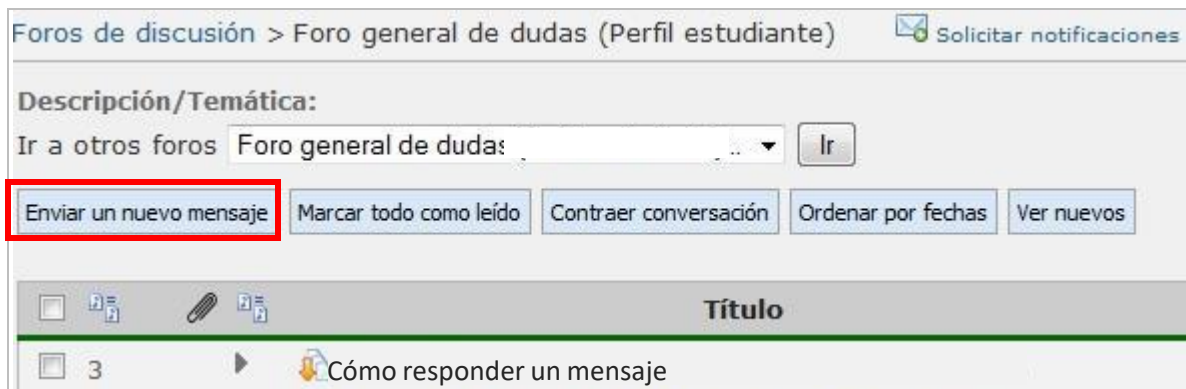 Foros de discusión > Foro general de dudas (Perfil estudiante) Solicitar notificaciones
Descripción/Temática:
Ir a otros foros Foro general de dudas .. Ir
Enviar un nuevo mensaje Marcar todo como leído Contraer conversación Ordenar por fechas Ver nuevos
Título
3 Cómo responder un mensaje